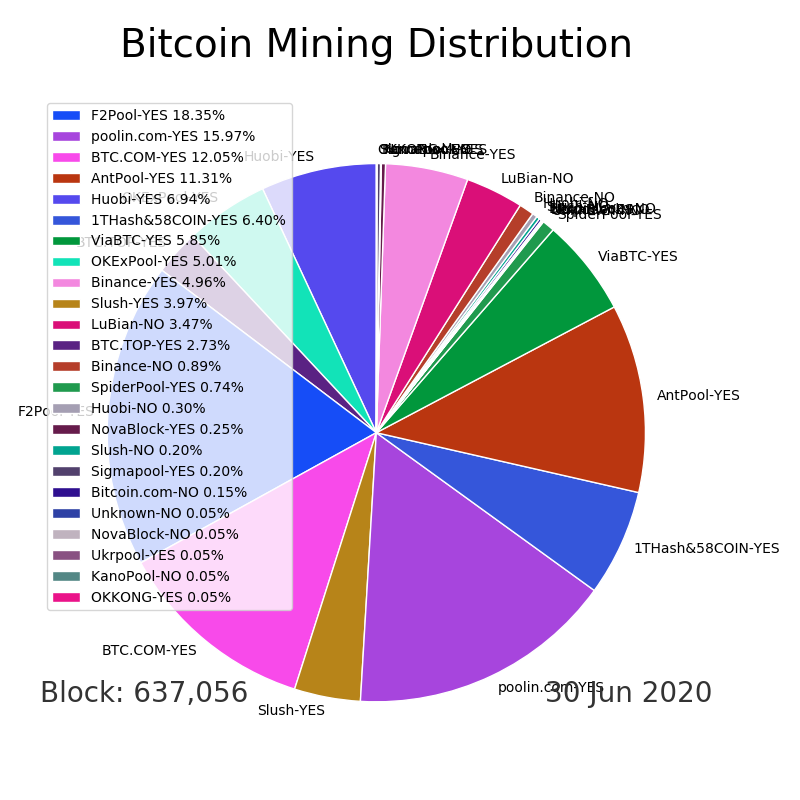 Bitcoin Mining Distribution
F2Pool-YES 18.35%
poolin.com-YES 15.97%
BTC.COM-YES 12.05%
AntPool-YES 11.31%
Huobi-YES 6.94%
1THash&58COIN-YES 6.40%
ViaBTC-YES 5.85%
OKExPool-YES 5.01%
Binance-YES 4.96%
Slush-YES 3.97%
LuBian-NO 3.47%
BTC.TOP-YES 2.73%
Binance-NO 0.89%
SpiderPool-YES 0.74%
Huobi-NO 0.30%
NovaBlock-YES 0.25%
Slush-NO 0.20%
Sigmapool-YES 0.20%
Bitcoin.com-NO 0.15%
Unknown-NO 0.05%
NovaBlock-NO 0.05%
Ukrpool-YES 0.05%
KanoPool-NO 0.05%
OKKONG-YES 0.05%
Huobi-YES
Binance-YES
LuBian-NO
Binance-NO
SpiderPool-YES
ViaBTC-YES
AntPool-YES
F2Pool-YES
1THash&58COIN-YES
BTC.COM-YES
poolin.com-YES
Slush-YES
Block: 637,056
30 Jun 2020